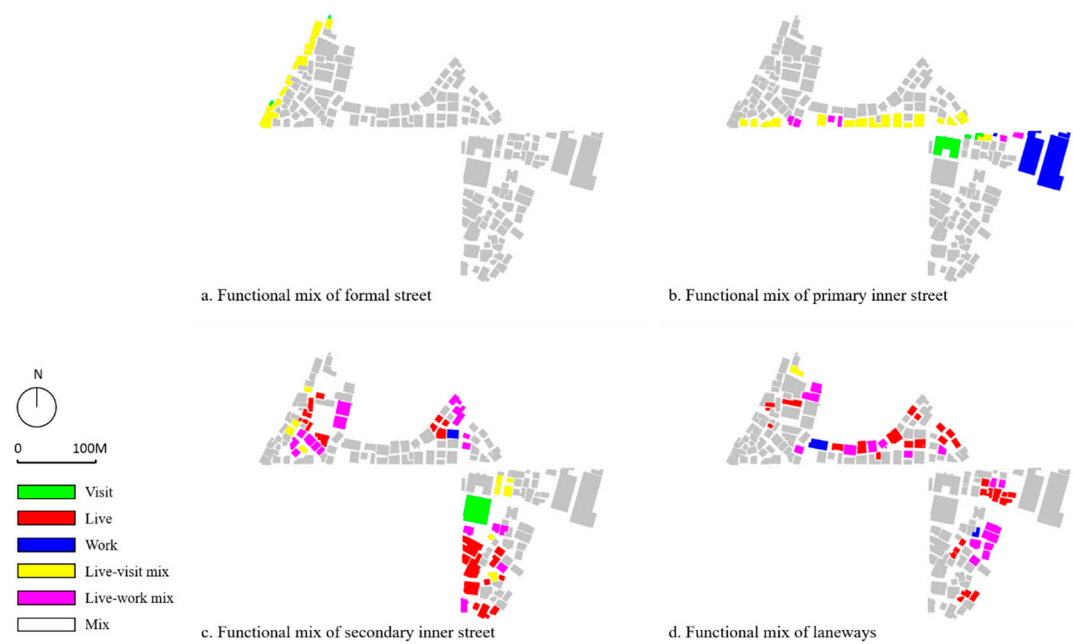 a. Functional mix of formal street
b. Functional mix of primary inner street
N
0 100M
Visit
Live
Work
Live-visit mix
Live-work mix
Mix
c. Functional mix of secondary inner street
d. Functional mix of laneways